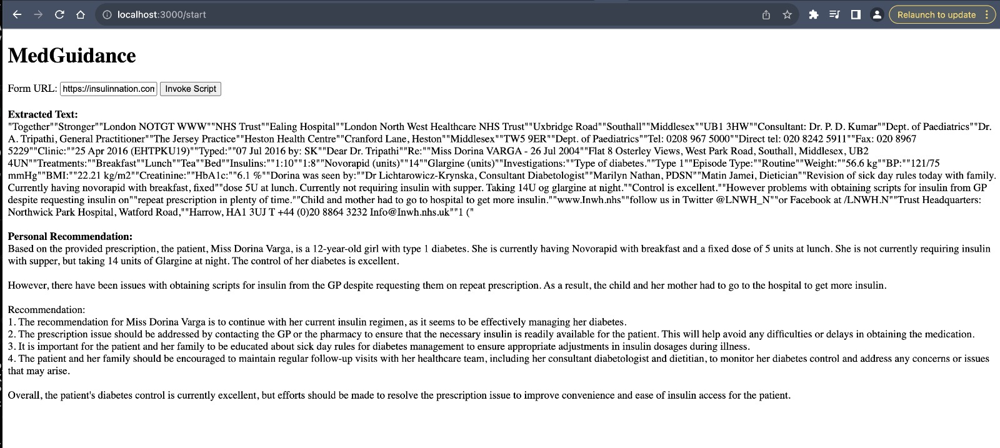 localhost:3000/start
Relaunch to update
MedGuidance
Form URL: https://insulinnation.com Invoke Script
Extracted Text:
"Together""Stronger""London NOTGT WWW""NHS Trust""Ealing Hospital""London North West Healthcare NHS Trust""Uxbridge Road""Southall""Middlesex""UB1 3HW""Consultant: Dr. P. D. Kumar""Dept. of Paediatrics""Dr.
A. Tripathi, General Practitioner""The Jersey Practice""Heston Health Centre""Cranford Lane, Heston""Middlesex""TW5 9ER""Dept. of Paediatrics""Tel: 0208 967 5000""Direct tel: 020 8242 5911""Fax: 020 8967
5229""Clinic:""25 Apr 2016 (EHTPKU19)""Typed:""07 Jul 2016 by: SK""Dear Dr. Tripathi""Re:""Miss Dorina VARGA - 26 Jul 2004""Flat 8 Osterley Views, West Park Road, Southall, Middlesex, UB2
4UN""Treatments:""Breakfast""Lunch""Tea""Bed""Insulins:""1:10""1:8""Novorapid (units)""14""Glargine (units)""Investigations:""Type of diabetes.""Type 1""Episode Type:""Routine""Weight:""56.6 kg""BP:""121/75
mmHg""BMI:""22.21 kg/m2""Creatinine:""HbA1c:""6.1 %""Dorina was seen by:""Dr Lichtarowicz-Krynska, Consultant Diabetologist""Marilyn Nathan, PDSN""Matin Jamei, Dietician""Revision of sick day rules today with family.
Currently having novorapid with breakfast, fixed""dose 5U at lunch. Currently not requiring insulin with supper. Taking 14U og glargine at night.""Control is excellent.""However problems with obtaining scripts for insulin from GP
despite requesting insulin on""repeat prescription in plenty of time.""Child and mother had to go to hospital to get more insulin.""www.Inwh.nhs""follow us in Twitter @LNWH_N""or Facebook at /LNWH.N""Trust Headquarters:
Northwick Park Hospital, Watford Road,""Harrow, HA1 3UJ T +44 (0)20 8864 3232 Info@Inwh.nhs.uk""1 ("
Personal Recommendation:
Based on the provided prescription, the patient, Miss Dorina Varga, is a 12-year-old girl with type 1 diabetes. She is currently having Novorapid with breakfast and a fixed dose of 5 units at lunch. She is not currently requiring insulin
with supper, but taking 14 units of Glargine at night. The control of her diabetes is excellent.
However, there have been issues with obtaining scripts for insulin from the GP despite requesting them on repeat prescription. As a result, the child and her mother had to go to the hospital to get more insulin.
Recommendation:
1. The recommendation for Miss Dorina Varga is to continue with her current insulin regimen, as it seems to be effectively managing her diabetes.
2. The prescription issue should be addressed by contacting the GP or the pharmacy to ensure that the necessary insulin is readily available for the patient. This will help avoid any difficulties or delays in obtaining the medication.
3. It is important for the patient and her family to be educated about sick day rules for diabetes management to ensure appropriate adjustments in insulin dosages during illness.
4. The patient and her family should be encouraged to maintain regular follow-up visits with her healthcare team, including her consultant diabetologist and dietitian, to monitor her diabetes control and address any concerns or issues
that may arise.
Overall, the patient's diabetes control is currently excellent, but efforts should be made to resolve the prescription issue to improve convenience and ease of insulin access for the patient.